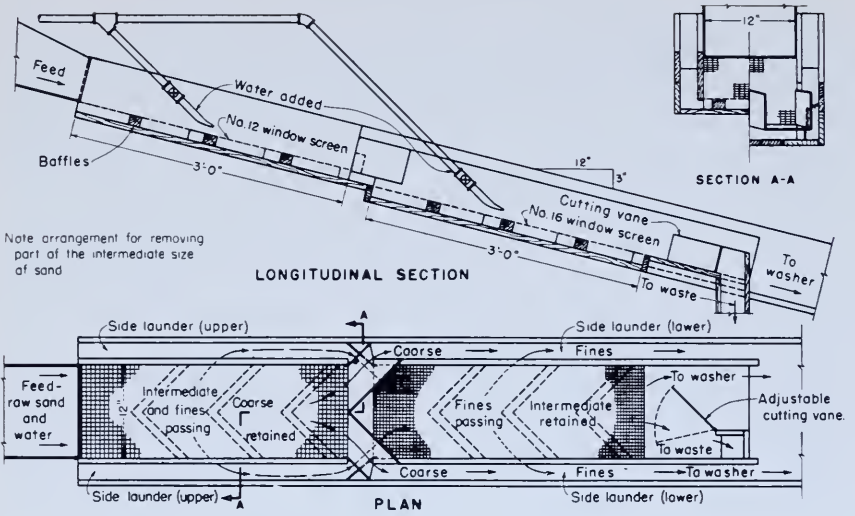 Feed
Water added
No. 12 window screen
Baffles
3'-0"
12"
3"
Cutting vane
No. 16 window screen
3'-0"
To waste
To
washer
12"
SECTION A-A
Note arrangement for removing
part of the intermediate size
of sand
LONGITUDINAL SECTION
Side launder (upper)
A
Side launder (lower)
Coarse
Fines
Feed-
raw sand
and
water
12"
Intermediate
and fines
passing
Coarse
retained
Fines
passing
Intermediate
retained
To washer
To waste
Adjustable
cutting vane.
Coarse
Fines
To washer
Side launder (upper)
A
Side launder (lower)
PLAN